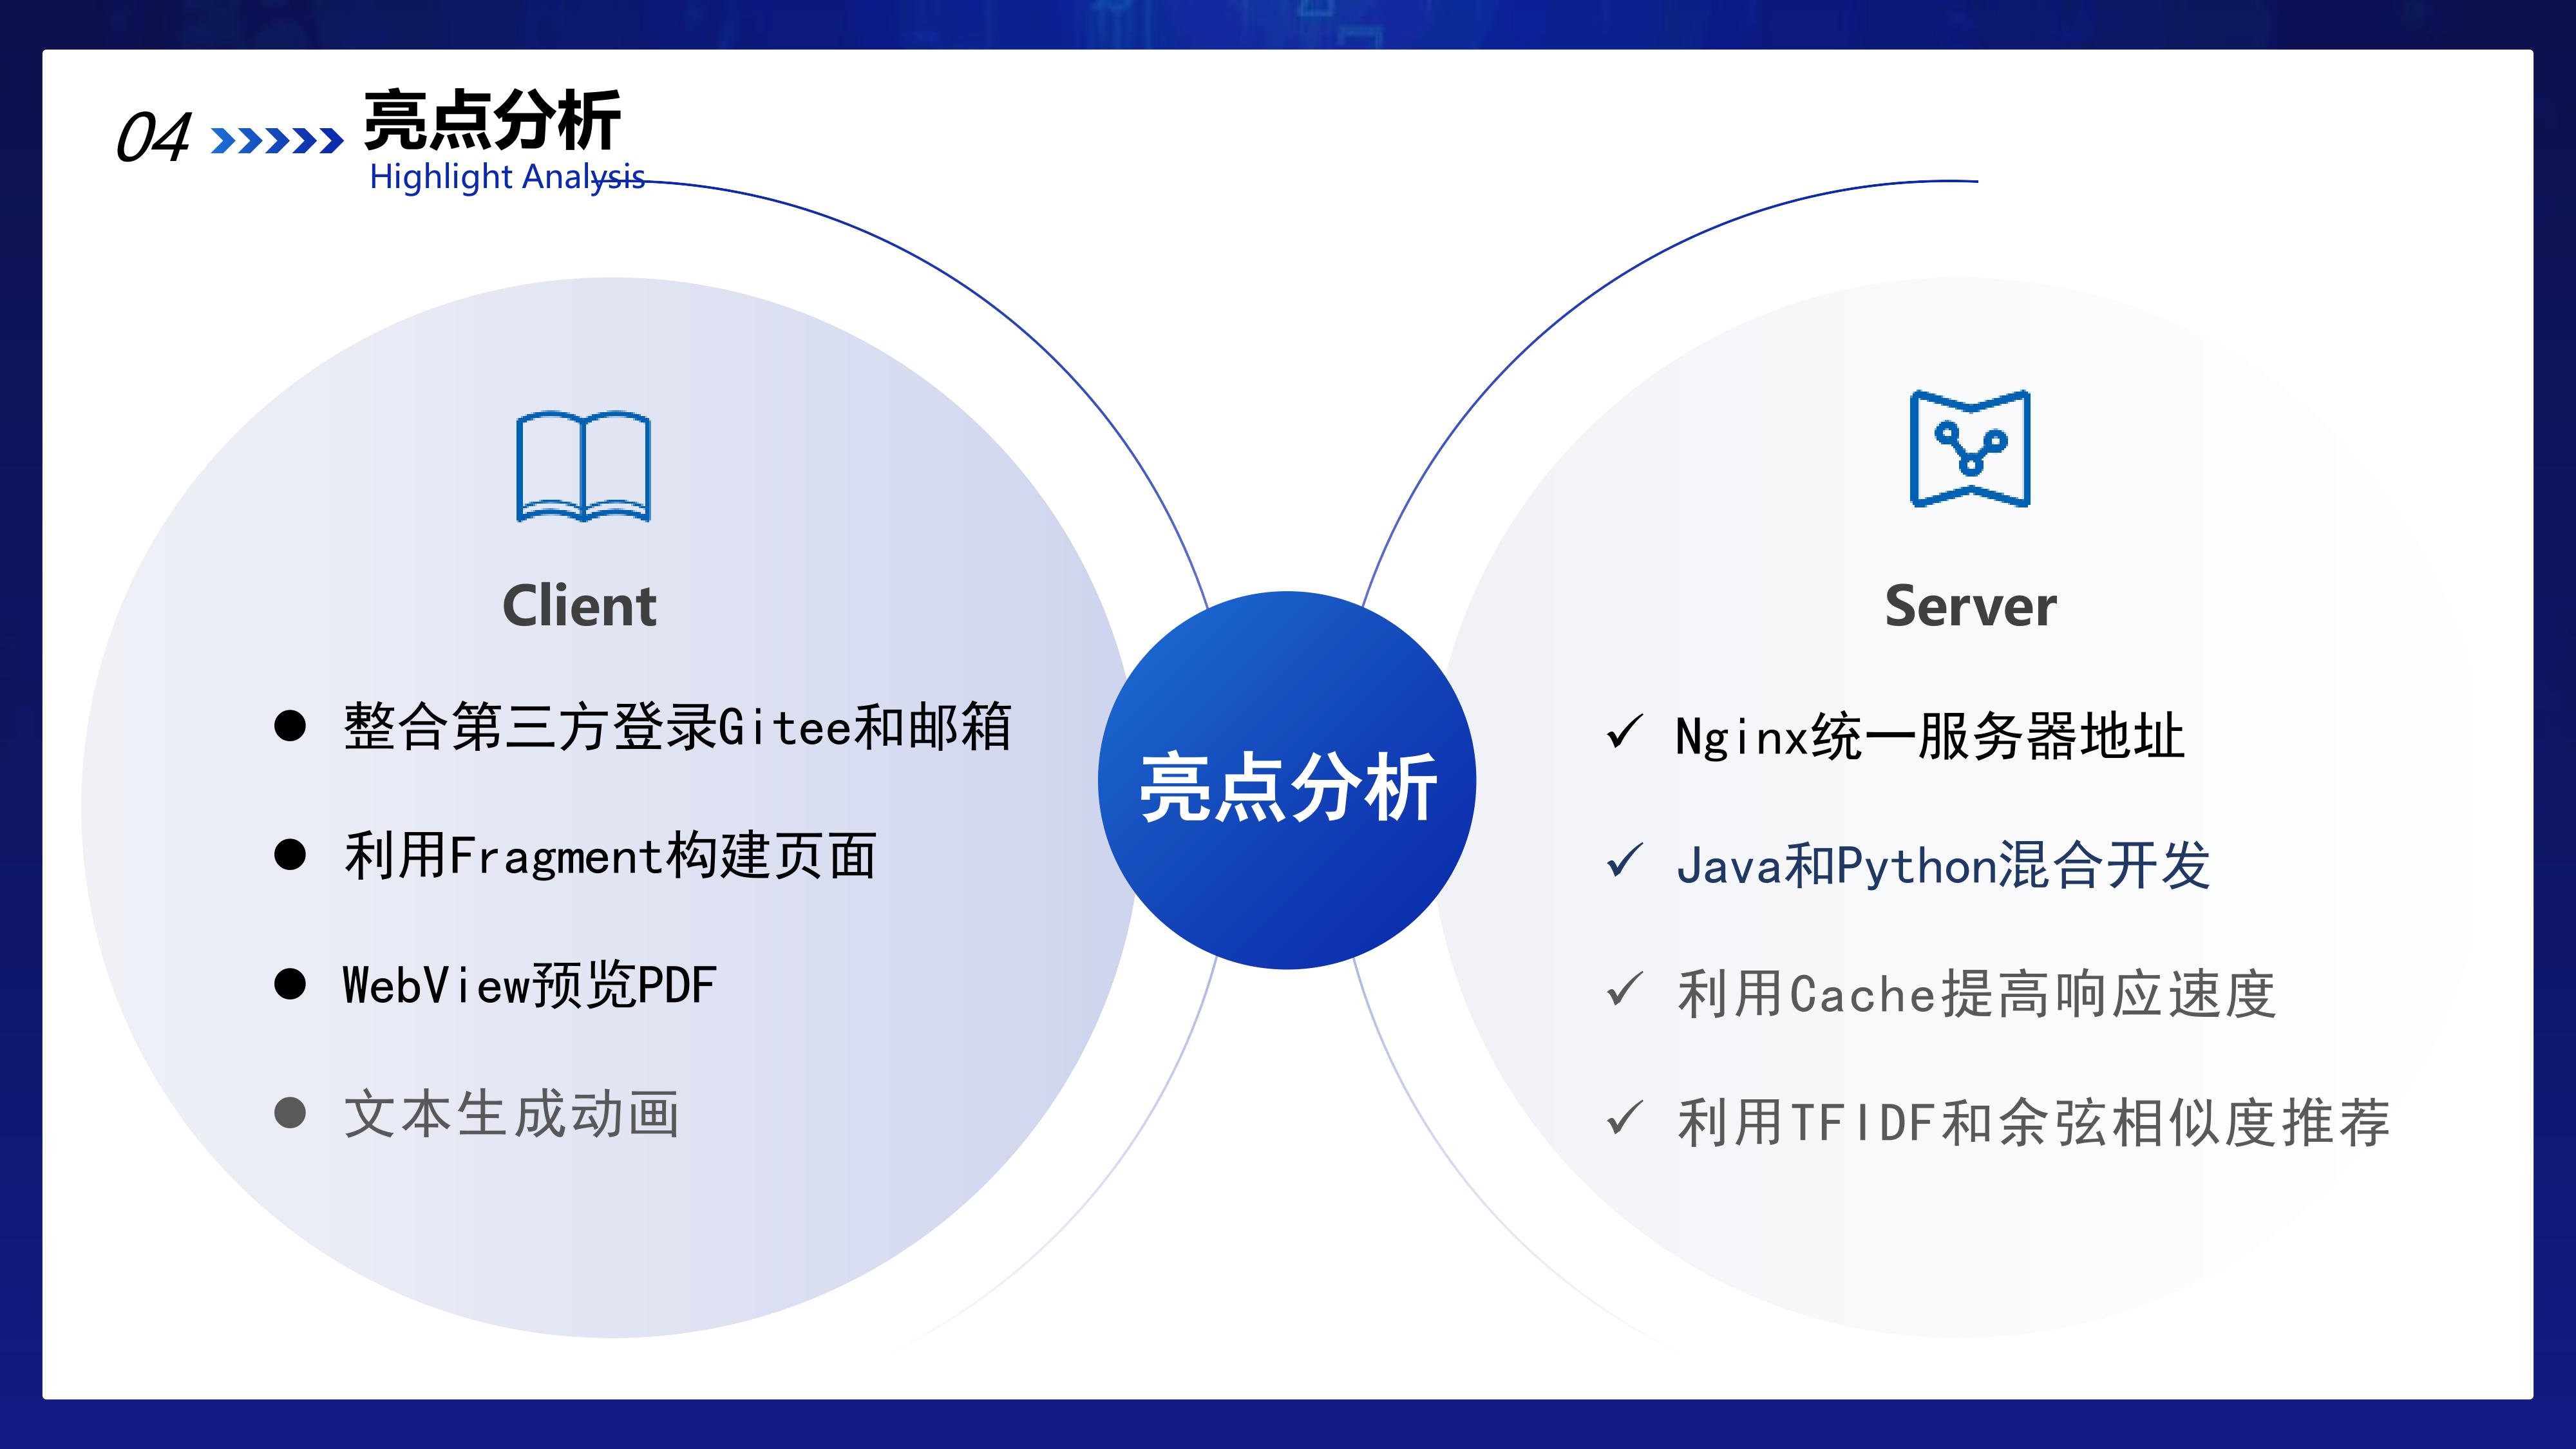 04
亮点分析
Highlight Analysis
Client
整合第三方登录Gitee和邮箱
利用Fragment构建页面
WebView预览PDF
文本生成动画
亮点分析
Server
Nginx统一服务器地址
Java和Python混合开发
利用Cache提高响应速度
利用TFIDF和余弦相似度推荐